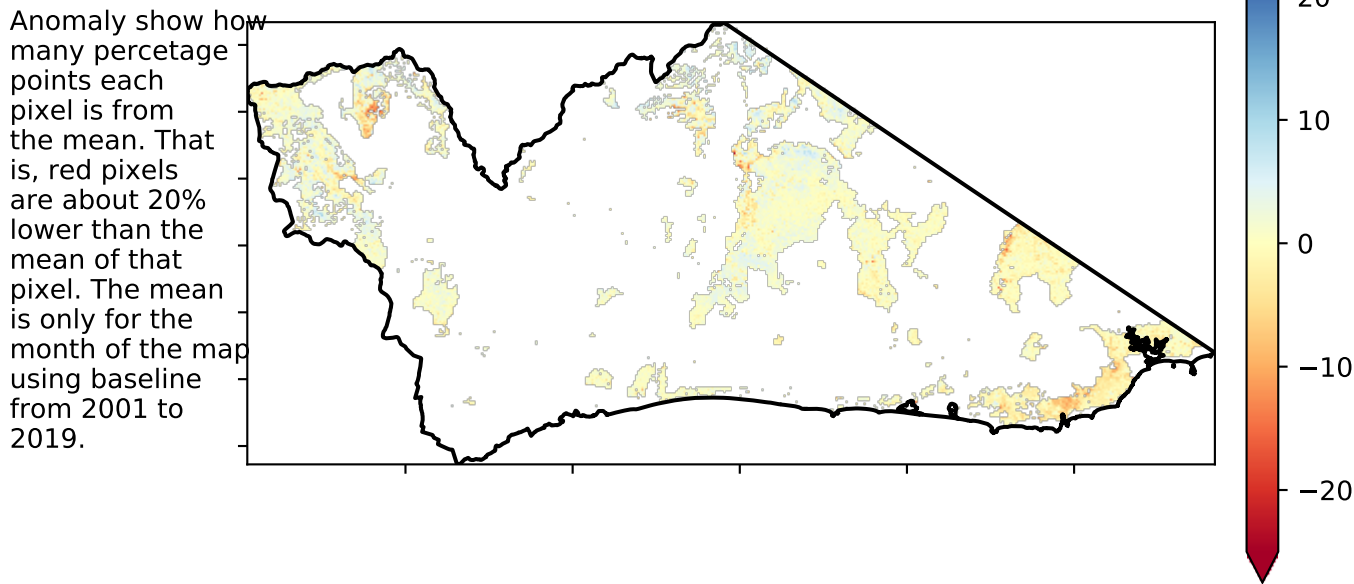 Anomaly show how
many percetage
points each
pixel is from
the mean. That
is, red pixels
are about 20%
lower than the
mean of that
pixel. The mean
is only for the
month of the map
using baseline
from 2001 to
2019.
20
10
0
−10
−20